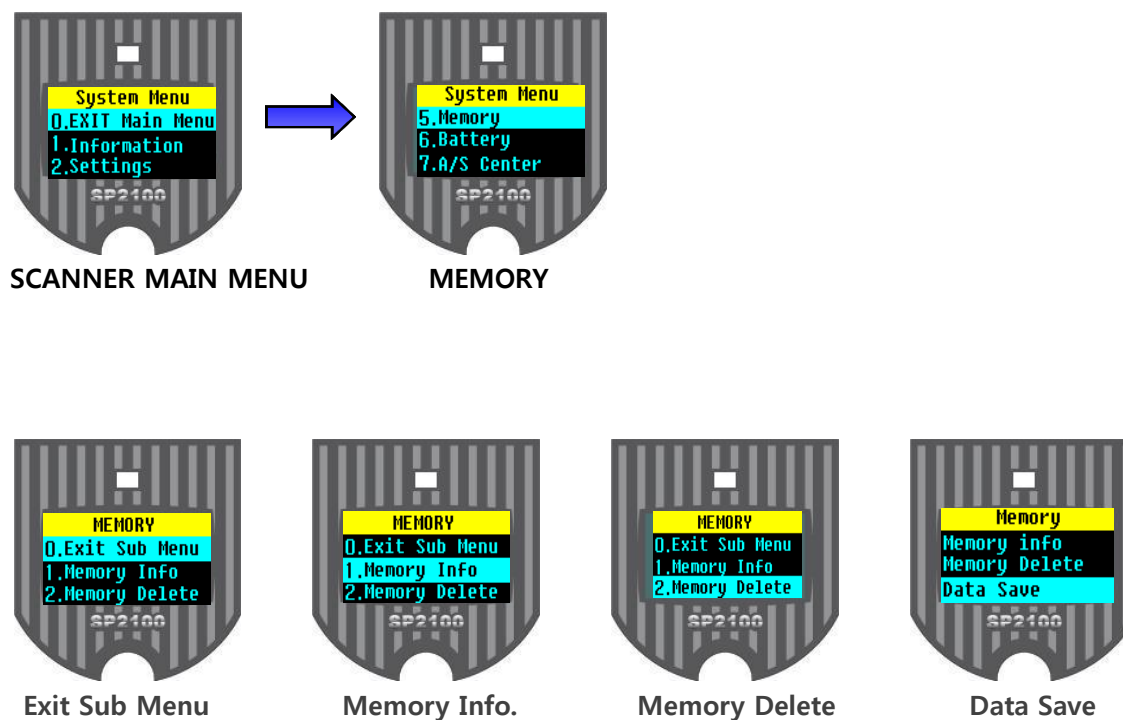 System Menu
0.EXIT Main Menu
1.Information
2.Settings
SP2100
SCANNER MAIN MENU
System Menu
5.Memory
6.Battery
7.A/S Center
SP2100
MEMORY
MEMORY
0.Exit Sub Menu
1.Memory Info
2.Memory Delete
SP2100
Exit Sub Menu
MEMORY
0.Exit Sub Menu
1.Memory Info
2.Memory Delete
SP2100
Memory Info.
MEMORY
0.Exit Sub Menu
1.Memory Info
2.Memory Delete
SP2100
Memory Delete
Memory
Memory info
Memory Delete
Data Save
SP2100
Data Save